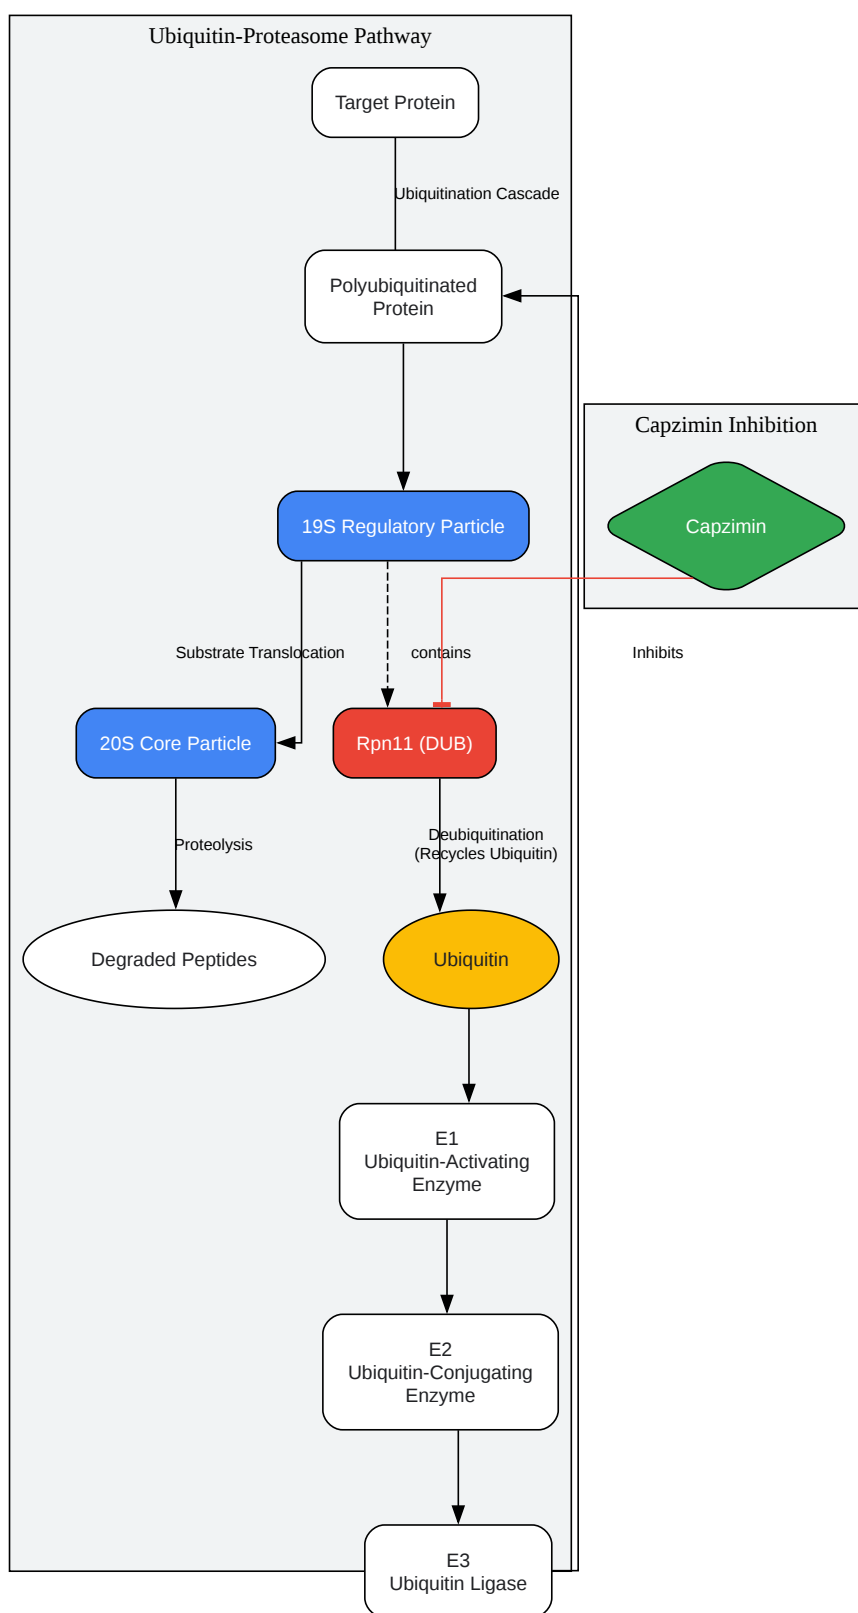 Ubiquitin-Proteasome Pathway
Target Protein
Ubiquitination Cascade
Polyubiquitinated
Protein
Capzimin Inhibition
19S Regulatory Particle
Capzimin
Substrate Translocation
contains
Inhibits
20S Core Particle
Rpn11 (DUB)
Proteolysis
Deubiquitination
(Recycles Ubiquitin)
Degraded Peptides
Ubiquitin
E1
Ubiquitin-Activating
Enzyme
E2
Ubiquitin-Conjugating
Enzyme
E3
Ubiquitin Ligase